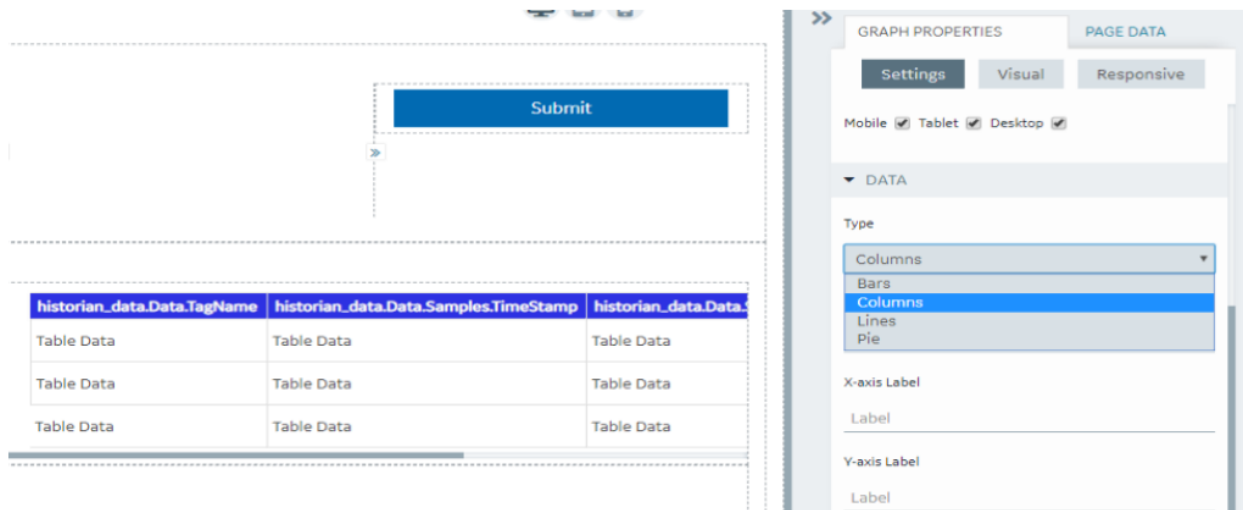 GRAPH PROPERTIES PAGE DATA
Settings Visual Responsive
Submit
Mobile Tablet Desktop
DATA
Type
Columns
Bars
Columns
Lines
Pie
historian_data.Data.TagName historian_data.Data.Samples.TimeStamp historian_data.Data.
Table Data Table Data Table Data
Table Data Table Data Table Data
Table Data Table Data Table Data
X-axis Label
Label
Y-axis Label
Label